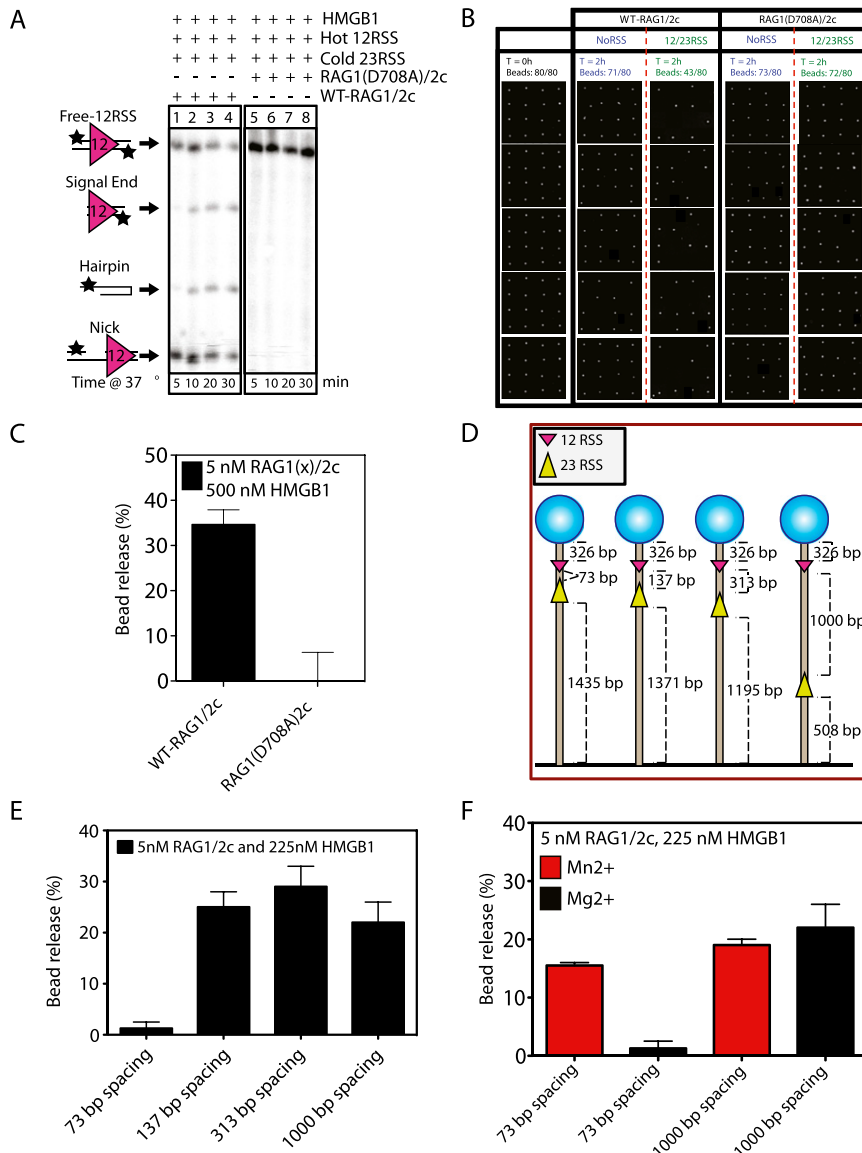 A
+ + + + + + + + HMGB1
+ + + + + + + + Hot 12RSS
+ + + + + + + + Cold 23RSS
- - - - + + + + RAG1(D708A)/2c
+ + + + - - - - WT-RAG1/2c
1 2 3 4 5 6 7 8
Free-12RSS
12
Signal End
12
Hairpin
Nick
12
Time @ 37 °
5 10 20 30 5 10 20 30 min
B
WT-RAG1/2c RAG1(D708A)/2c
NoRSS 12/23RSS NoRSS 12/23RSS
T = 0h T = 2h T = 2h T = 2h T = 2h
Beads: 80/80 Beads: 71/80 Beads: 43/80 Beads: 73/80 Beads: 72/80
C
Bead release (%)
50
40
30
20
10
0
5 nM RAG1(x)/2c
500 nM HMGB1
WT-RAG1/2c
RAG1(D708A)2c
D
12 RSS
23 RSS
326 bp 326 bp 326 bp 326 bp
73 bp 137 bp 313 bp
1000 bp
1435 bp 1371 bp 1195 bp
508 bp
E
Bead release (%)
40
30
20
10
0
5nM RAG1/2c and 225nM HMGB1
73 bp spacing
137 bp spacing
313 bp spacing
1000 bp spacing
F
Bead release (%)
40
30
20
10
0
5 nM RAG1/2c, 225 nM HMGB1
Mn2+
Mg2+
73 bp spacing
73 bp spacing
1000 bp spacing
1000 bp spacing